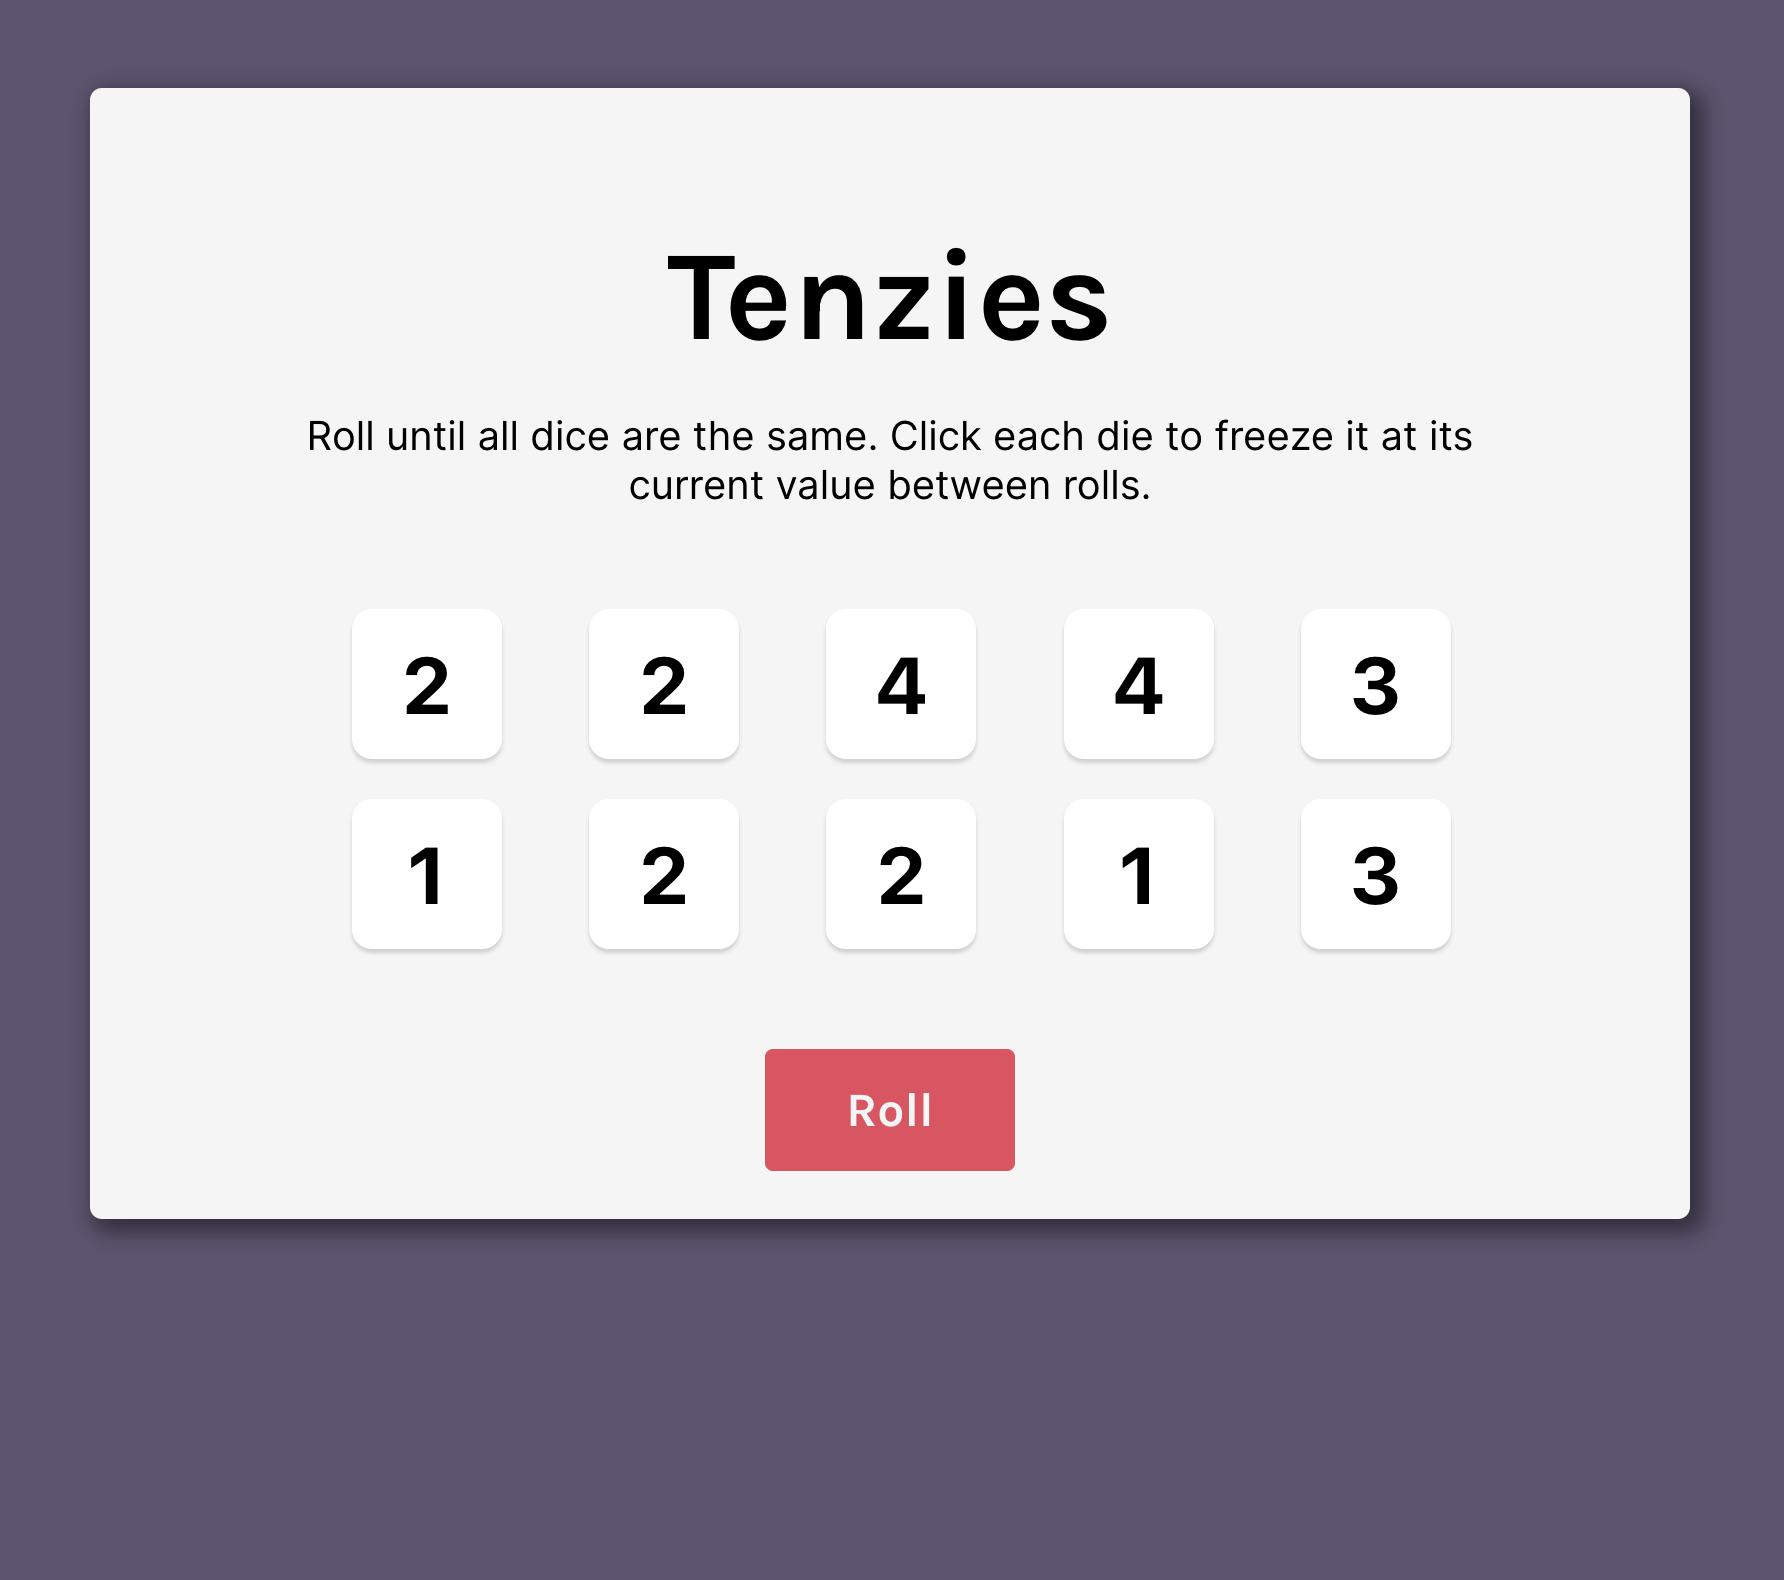 Tenzies
Roll until all dice are the same. Click each die to freeze it at its
current value between rolls.
2 2 4 4 3
1 2 2 1 3
Roll